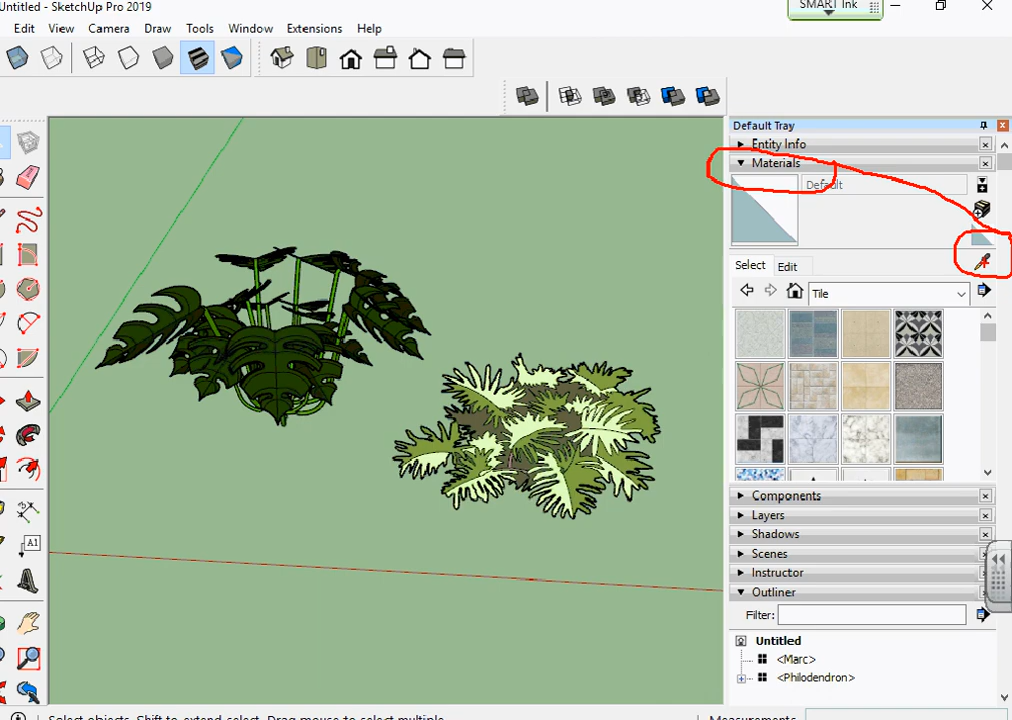 Untitled - SketchUp Pro 2019
SMART Ink
Edit View Camera Draw Tools Window Extensions Help
Default Tray
Entity Info
Materials
Default
Select Edit
Tile
A1
Components
Layers
Shadows
Scenes
Instructor
Outliner
Filter:
Untitled
<Marc>
<Philodendron>
Select objects. Shift to extend select. Drag mouse to select multiple.
Measurements